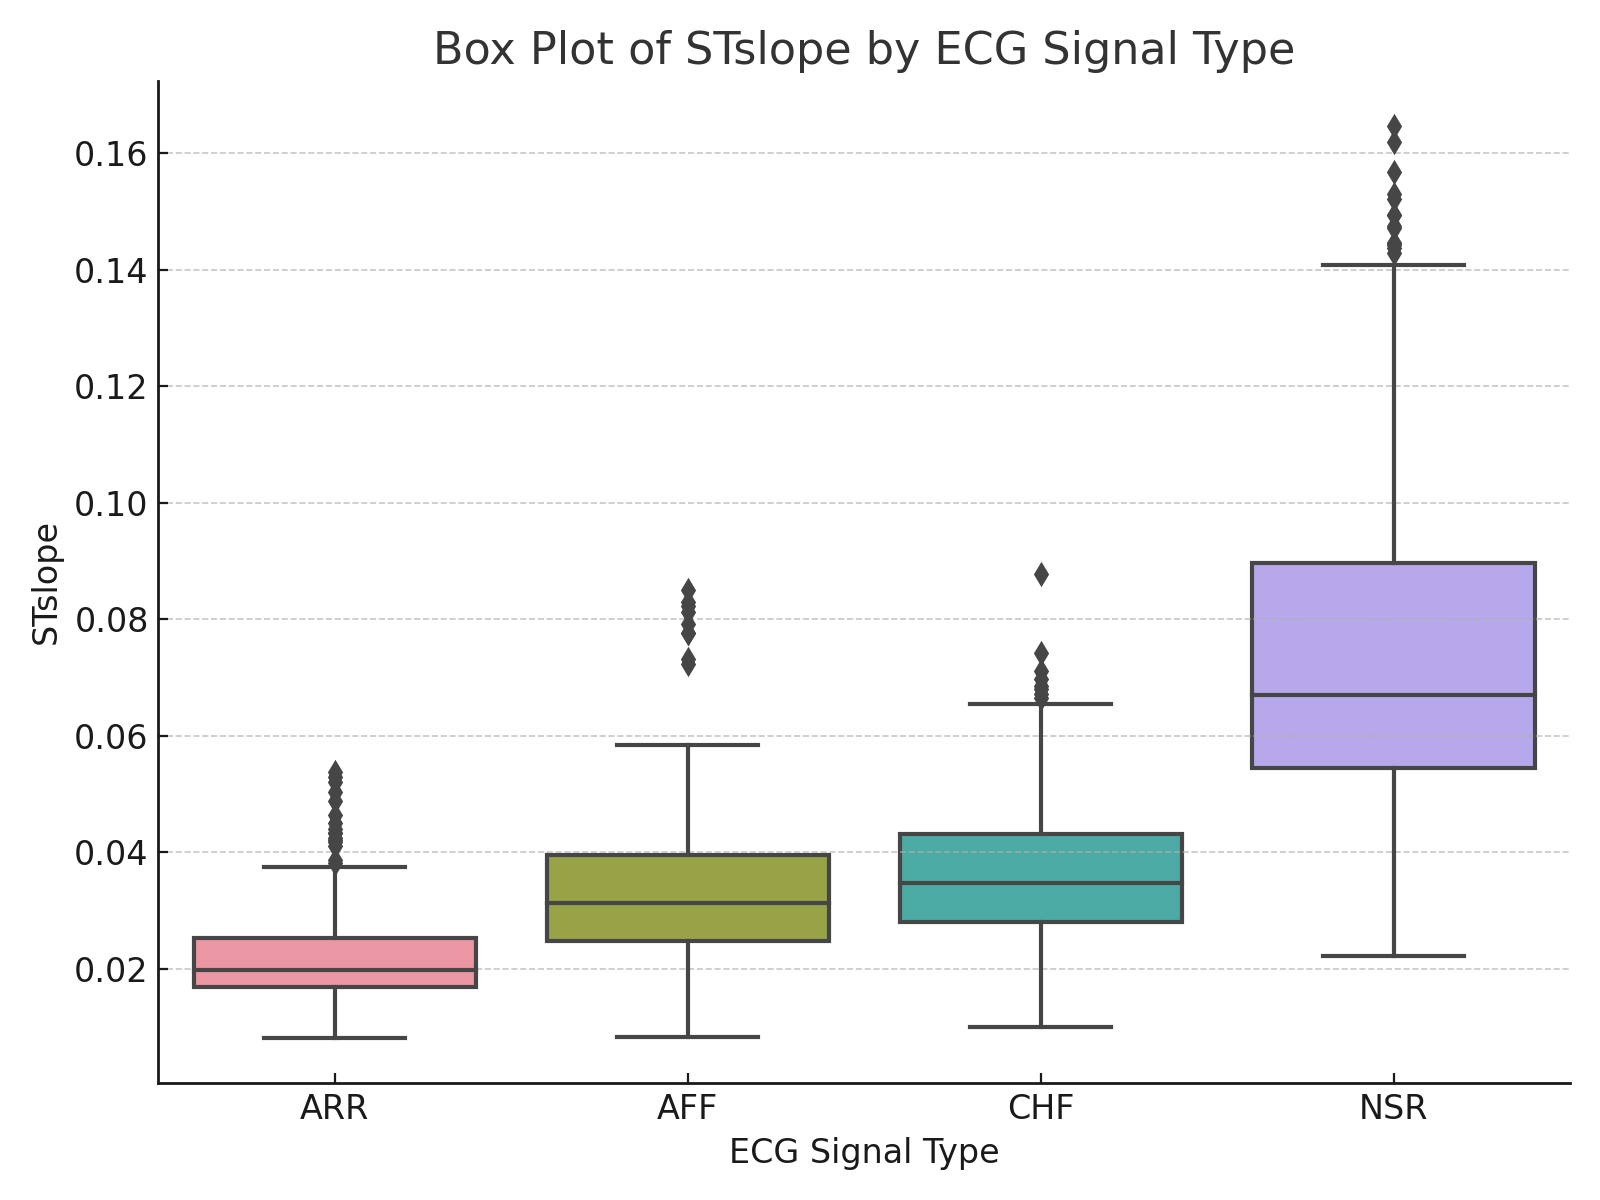 Box Plot of STslope by ECG Signal Type
0.16
0.14
0.12
0.10
0.08
0.06
0.04
0.02
STslope
ARR AFF CHF NSR
ECG Signal Type